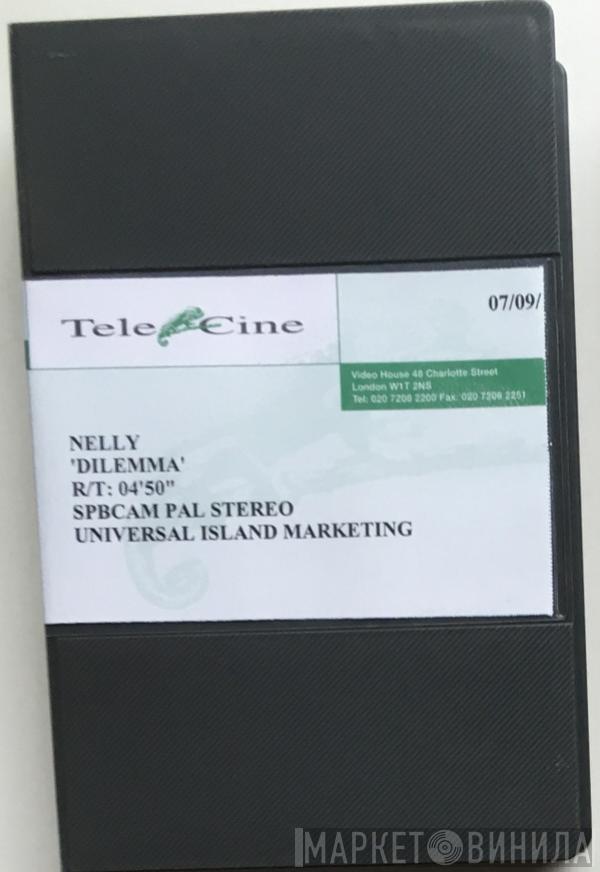 Tele Cine
07/09/
Video House 48 Charlotte Street
London W1T 2NS
Tel: 020 7208 2200 Fax: 020 7208 2251
NELLY
'DILEMMA'
R/T: 04'50"
SPBCAM PAL STEREO
UNIVERSAL ISLAND MARKETING
МАРКЕТ ВИНИЛА